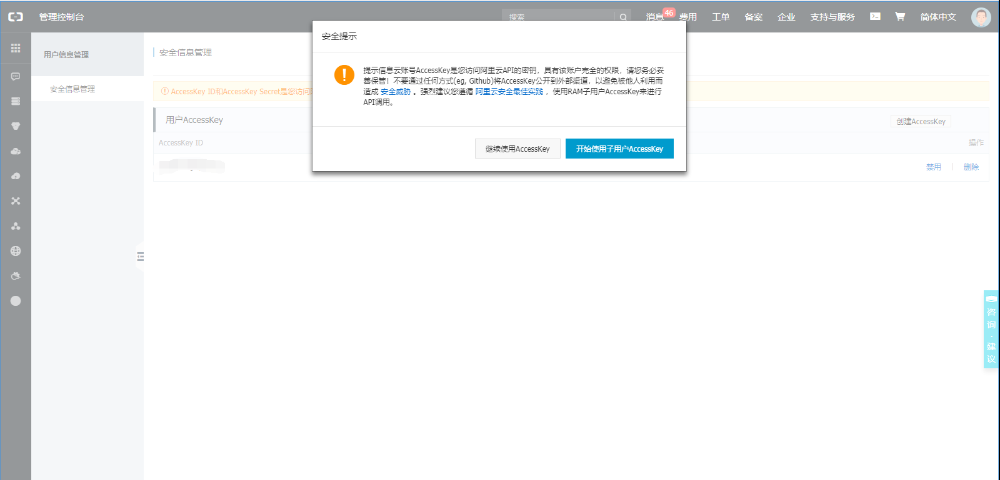 管理控制台
搜索
消息
46
费用
工单
备案
企业
支持与服务
简体中文
用户信息管理
安全信息管理
安全信息管理
AccessKey ID和AccessKey Secret是您访问
用户AccessKey
创建AccessKey
AccessKey ID
操作
禁用
删除
安全提示
提示信息云账号AccessKey是您访问阿里云API的密钥，具有该账户完全的权限，请您务必妥
善保管！不要通过任何方式(eg, Github)将AccessKey公开到外部渠道，以避免被他人利用而
造成 安全威胁 。强烈建议您遵循 阿里云安全最佳实践 ，使用RAM子用户AccessKey来进行
API调用。
继续使用AccessKey
开始使用子用户AccessKey
咨询·建议